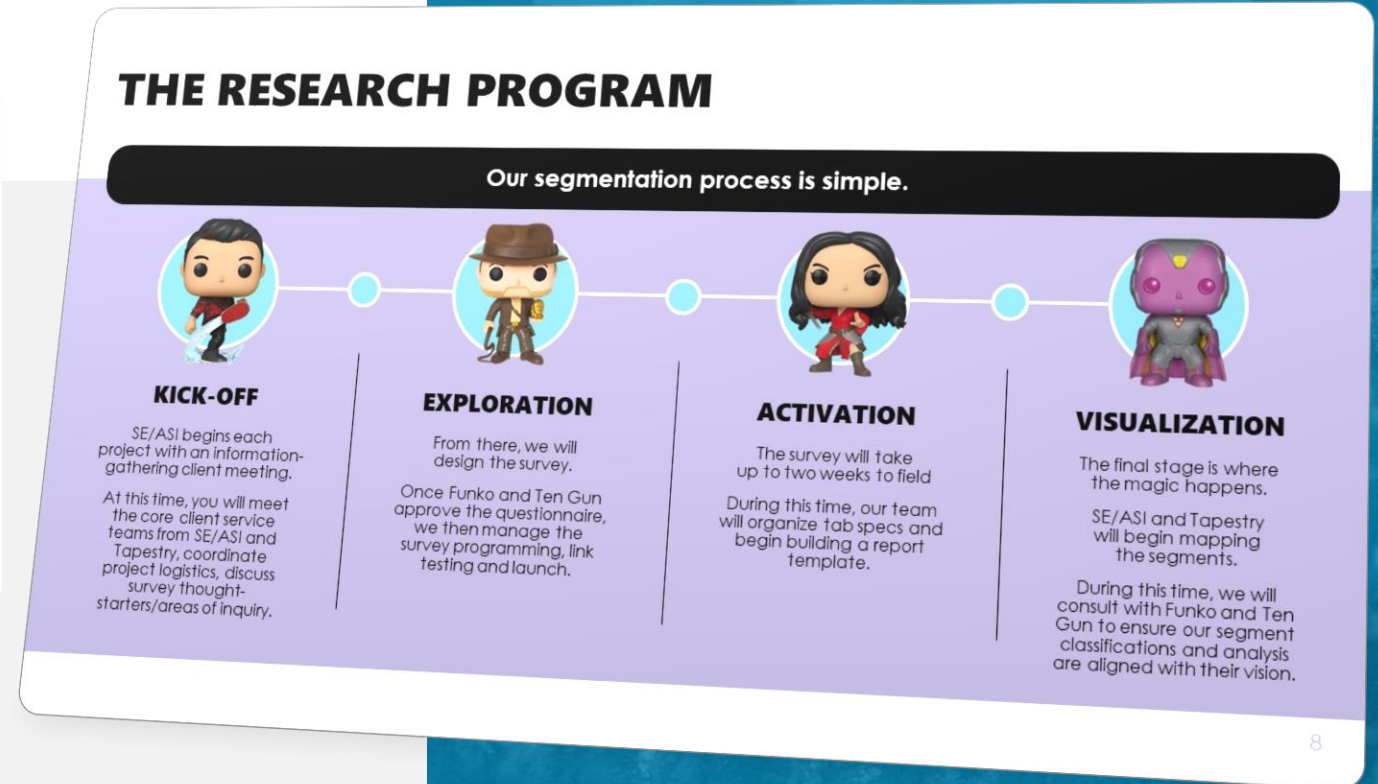 THE RESEARCH PROGRAM
Our segmentation process is simple.
KICK-OFF
SE/ASI begins each
project with an information-
gathering client meeting.
At this time, you will meet
the core client service
teams from SE/ASI and
Tapestry, coordinate
project logistics, discuss
survey thought-
starters/areas of inquiry.
EXPLORATION
From there, we will
design the survey.
Once Funko and Ten Gun
approve the questionnaire,
we then manage the
survey programming, link
testing and launch.
ACTIVATION
The survey will take
up to two weeks to field
During this time, our team
will organize tab specs and
begin building a report
template.
VISUALIZATION
The final stage is where
the magic happens.
SE/ASI and Tapestry
will begin mapping
the segments.
During this time, we will
consult with Funko and Ten
Gun to ensure our segment
classifications and analysis
are aligned with their vision.
8